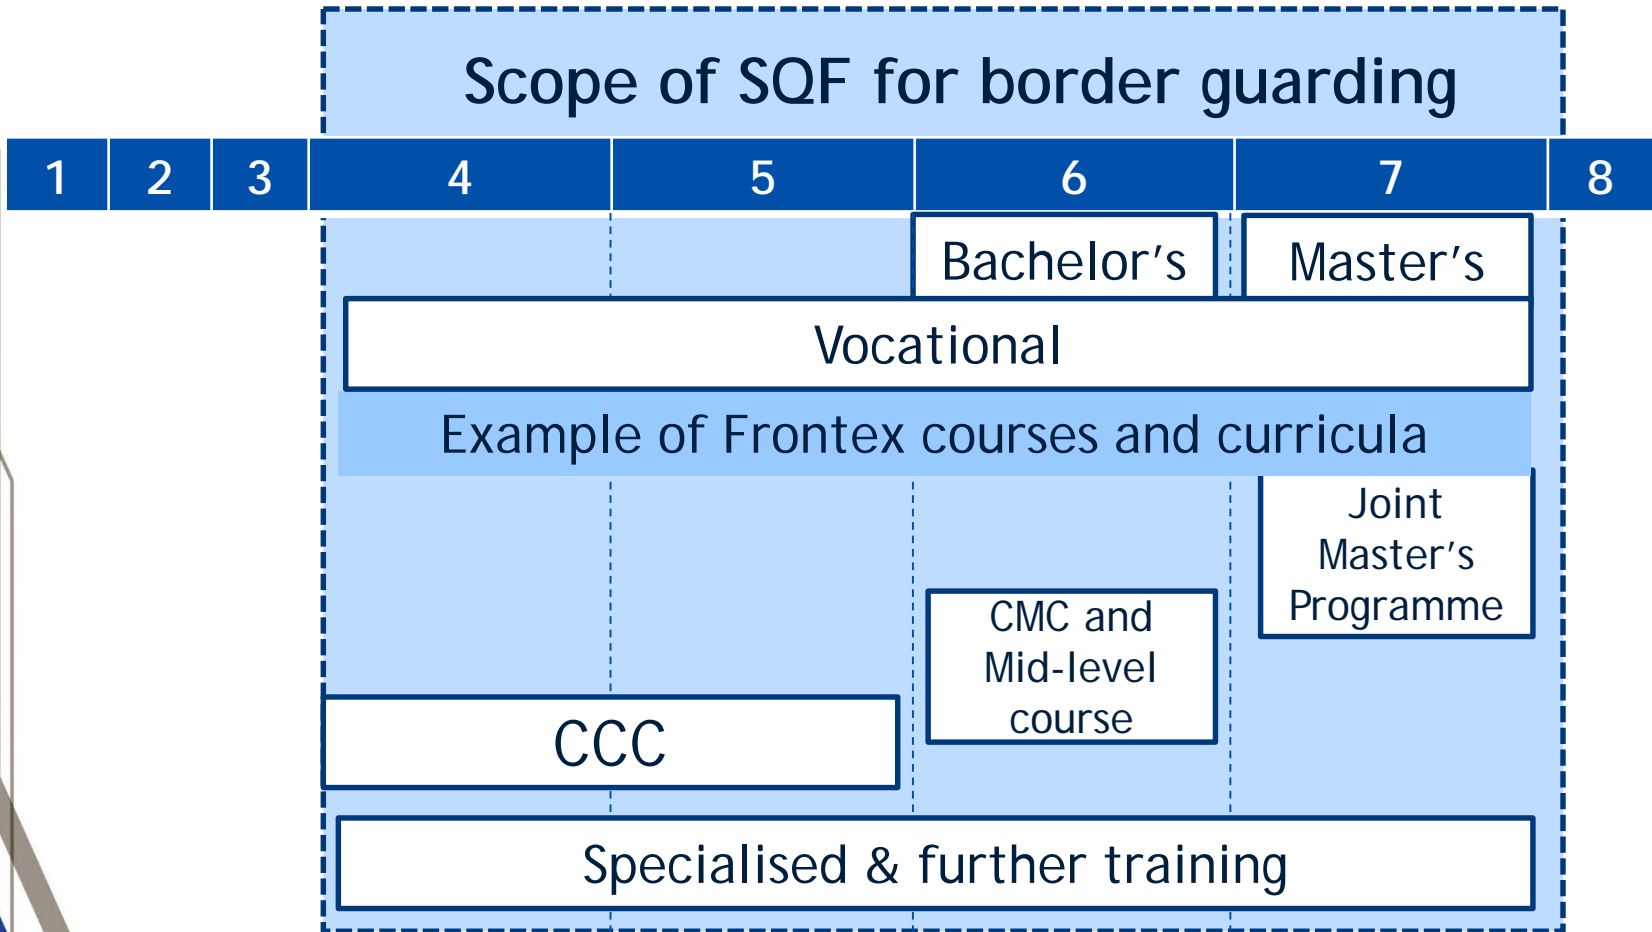 Scope of SQF for border guarding
1 2 3 4 5 6 7 8
Bachelor's Master's
Vocational
Example of Frontex courses and curricula
Joint
Master's
Programme
CMC and
Mid-level
course
CCC
Specialised & further training